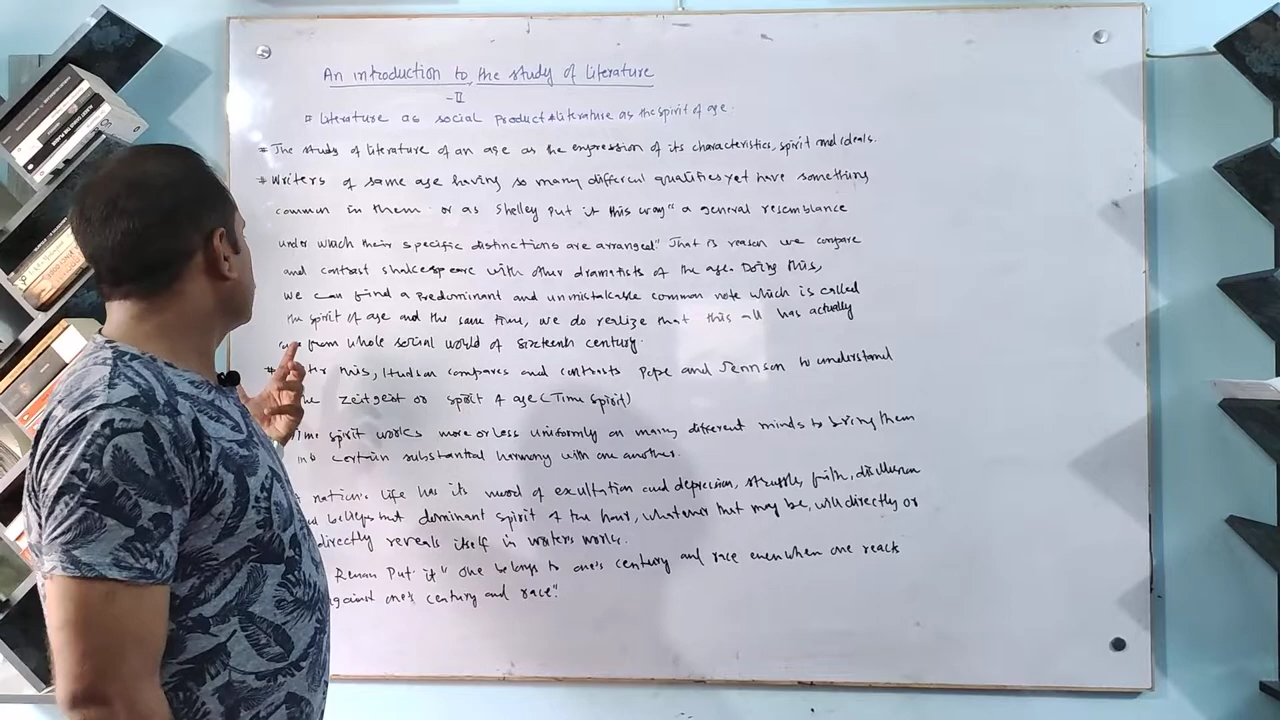 An introduction to the study of literature
-II
# literature as social Product & literature as the spirit of age.
# The study of literature of an age as the expression of its characteristics, spirit and ideals.
# Writers of same age having so many different qualities yet have something
common in them or as Shelley put it this way "a general resemblance
under which their specific distinctions are arranged" That is reason we compare
and contrast shakespeare with other dramatists of the age. Doing this,
we can find a predominant and unmistakable common note which is called
the spirit of age and the same time, we do realize that this all has actually
from whole social world of sixteenth century.
# this, Hudson compares and contrasts Pope and Tennson to understand
zeitgest or spirit of age (Time spirit)
spirit works more or less uniformly on many different minds to bring them
certain substantial harmony with one another.
nation's life has its mood of exultation and depression, struggle, faith, disillusion
but dominant spirit of the hour, whatever that may be, will directly or
directly reveals itself in writer's works.
Renan Put it "one belongs to one's century and race even when one reacts
against one's century and race."